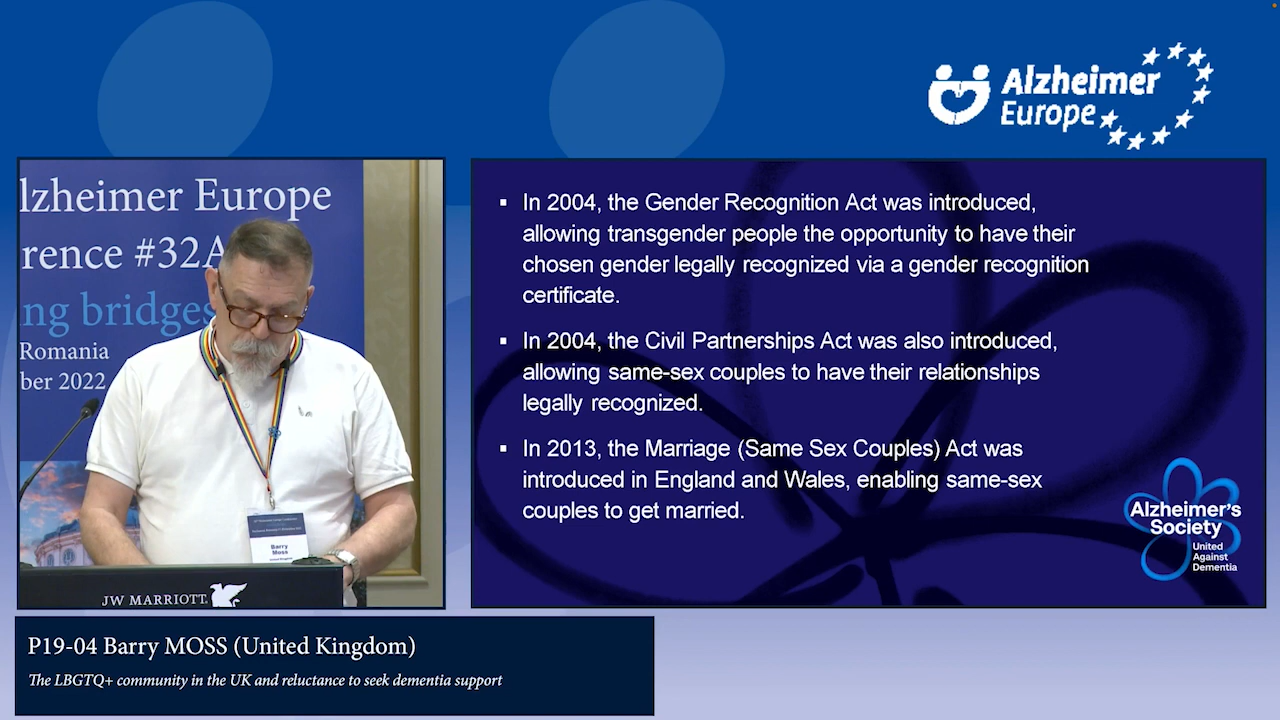 Alzheimer
Europe
lzheimer Europe
rence #32A
ng bridges
Romania
ber 2022
Barry
Moss
JW MARRIOTT
▪ In 2004, the Gender Recognition Act was introduced,
allowing transgender people the opportunity to have their
chosen gender legally recognized via a gender recognition
certificate.
▪ In 2004, the Civil Partnerships Act was also introduced,
allowing same-sex couples to have their relationships
legally recognized.
▪ In 2013, the Marriage (Same Sex Couples) Act was
introduced in England and Wales, enabling same-sex
couples to get married.
Alzheimer's
Society
United
Against
Dementia
P19-04 Barry MOSS (United Kingdom)
The LBGTQ+ community in the UK and reluctance to seek dementia support